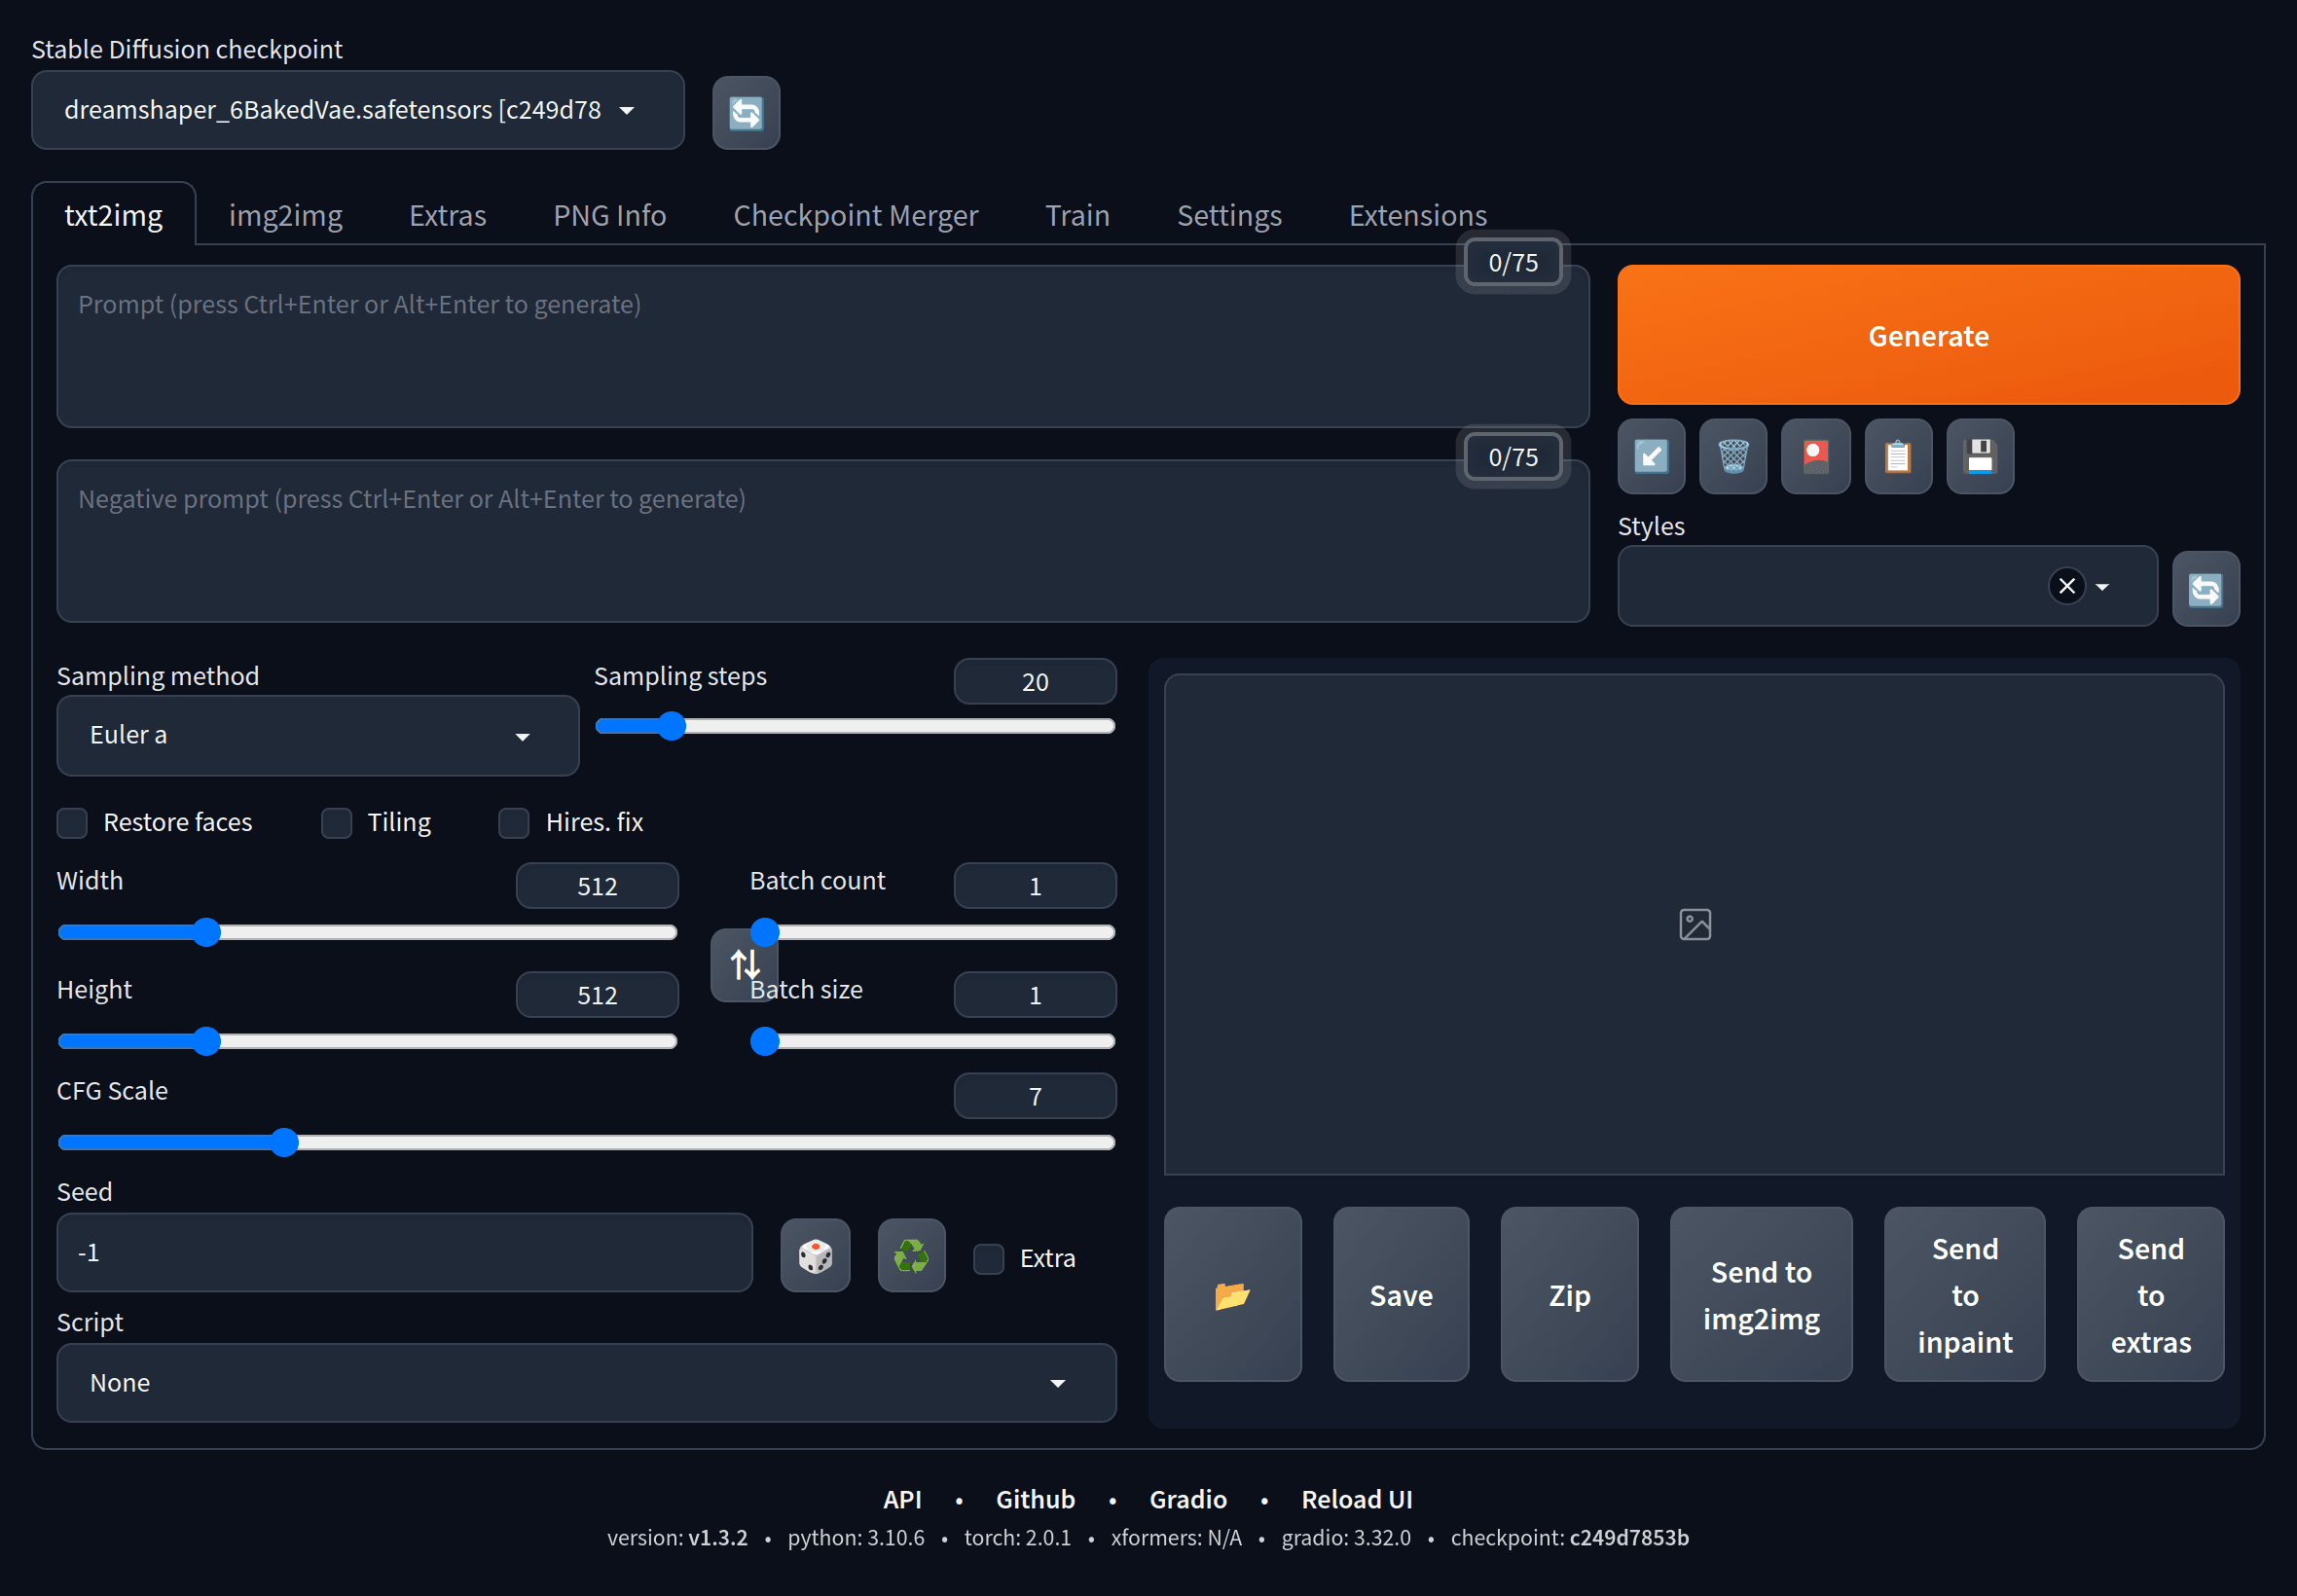 Stable Diffusion checkpoint
dreamshaper_6BakedVae.safetensors [c249d78
txt2img img2img Extras PNG Info Checkpoint Merger Train Settings Extensions
0/75
Prompt (press Ctrl+Enter or Alt+Enter to generate)
Generate
0/75
Negative prompt (press Ctrl+Enter or Alt+Enter to generate)
Styles
Sampling method
Euler a
Sampling steps 20
Restore faces Tiling Hires. fix
Width 512
Batch count 1
Height 512
Batch size 1
CFG Scale 7
Seed
-1
Extra
Script
None
Save
Zip
Send to
img2img
Send
to
inpaint
Send
to
extras
API • Github • Gradio • Reload UI
version: v1.3.2 • python: 3.10.6 • torch: 2.0.1 • xformers: N/A • gradio: 3.32.0 • checkpoint: c249d7853b